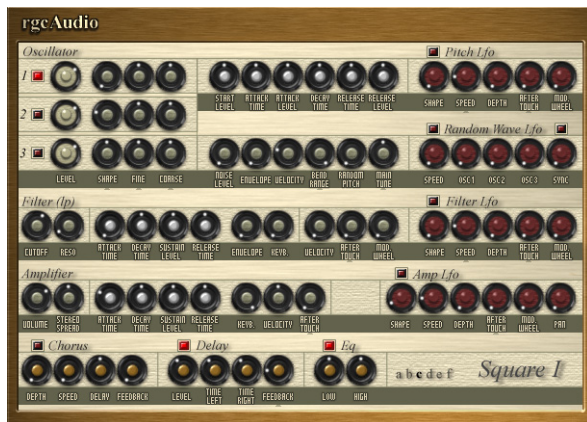 rgcAudio
Oscillator
Pitch Lfo
1
START LEVEL ATTACK TIME ATTACK LEVEL DECAY TIME RELEASE TIME RELEASE LEVEL
SHAPE SPEED DEPTH AFTER TOUCH MOD. WHEEL
2
Random Wave Lfo
3
LEVEL SHAPE FINE COARSE
NOISE LEVEL ENVELOPE VELOCITY BEND RANGE RANDOM PITCH MAIN TUNE
SPEED OSC1 OSC2 OSC3 SYNC
Filter (lp)
Filter Lfo
CUTOFF RESO ATTACK TIME DECAY TIME SUSTAIN LEVEL RELEASE TIME ENVELOPE KEYB. VELOCITY AFTER TOUCH MOD. WHEEL
SHAPE SPEED DEPTH AFTER TOUCH MOD. WHEEL
Amplifier
Amp Lfo
VOLUME STEREO SPREAD ATTACK TIME DECAY TIME SUSTAIN LEVEL RELEASE TIME KEYB. VELOCITY AFTER TOUCH
SHAPE SPEED DEPTH AFTER TOUCH MOD. WHEEL PAN
Chorus
Delay
Eq
a b c d e f
Square I
DEPTH SPEED DELAY FEEDBACK
LEVEL TIME LEFT TIME RIGHT FEEDBACK
LOW HIGH